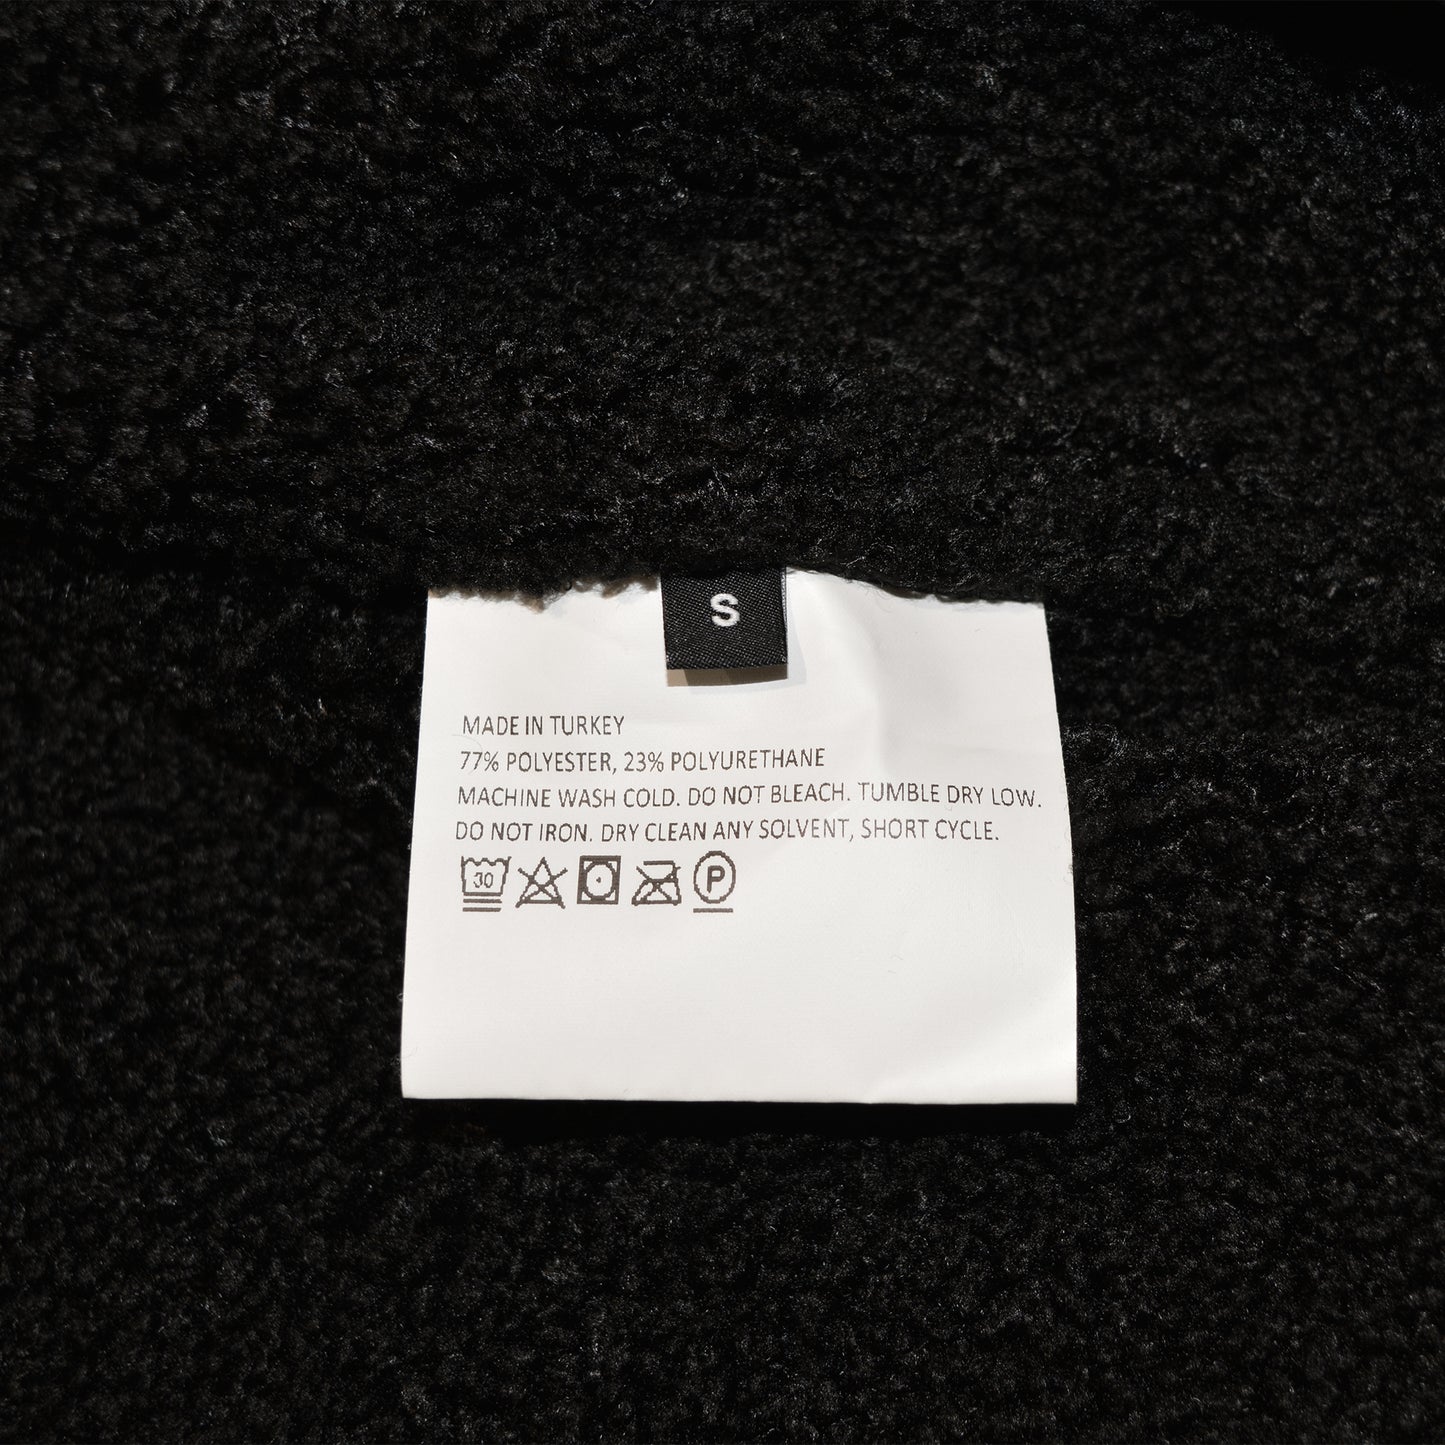 S
MADE IN TURKEY
77% POLYESTER, 23% POLYURETHANE
MACHINE WASH COLD. DO NOT BLEACH. TUMBLE DRY LOW.
DO NOT IRON. DRY CLEAN ANY SOLVENT, SHORT CYCLE.
30 P